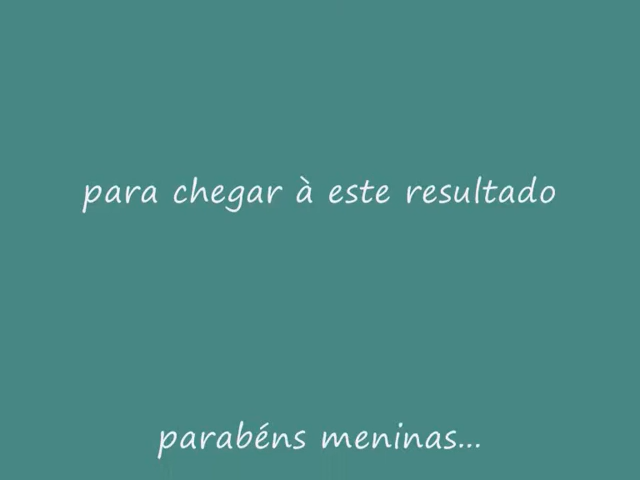 para chegar à este resultado
parabéns meninas...